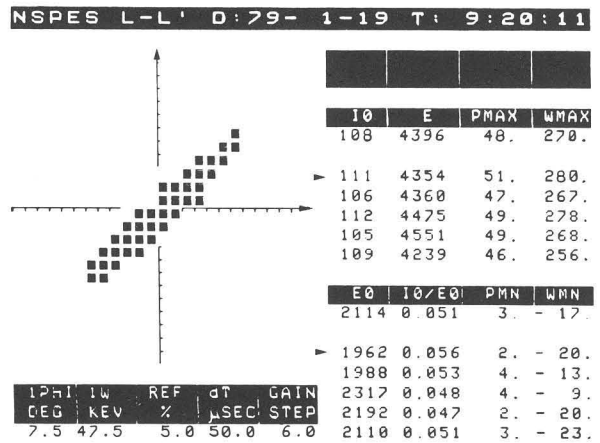 NSPES L-L' D:79- 1-19 T: 9:20:11
I0 E PMAX WMAX
108 4396 48. 270.
► 111 4354 51. 280.
106 4360 47. 267.
112 4475 49. 278.
105 4551 49. 268.
109 4239 46. 256.
E0 I0/E0 PMN WMN
2114 0.051 3. - 17.
► 1962 0.056 2. - 20.
1988 0.053 4. - 13.
2317 0.048 4. - 9.
2192 0.047 2. - 20.
2110 0.051 3. - 23.
1PHI 1W REF dT GAIN
DEG KEV % µSEC STEP
7.5 47.5 5.0 50.0 6.0